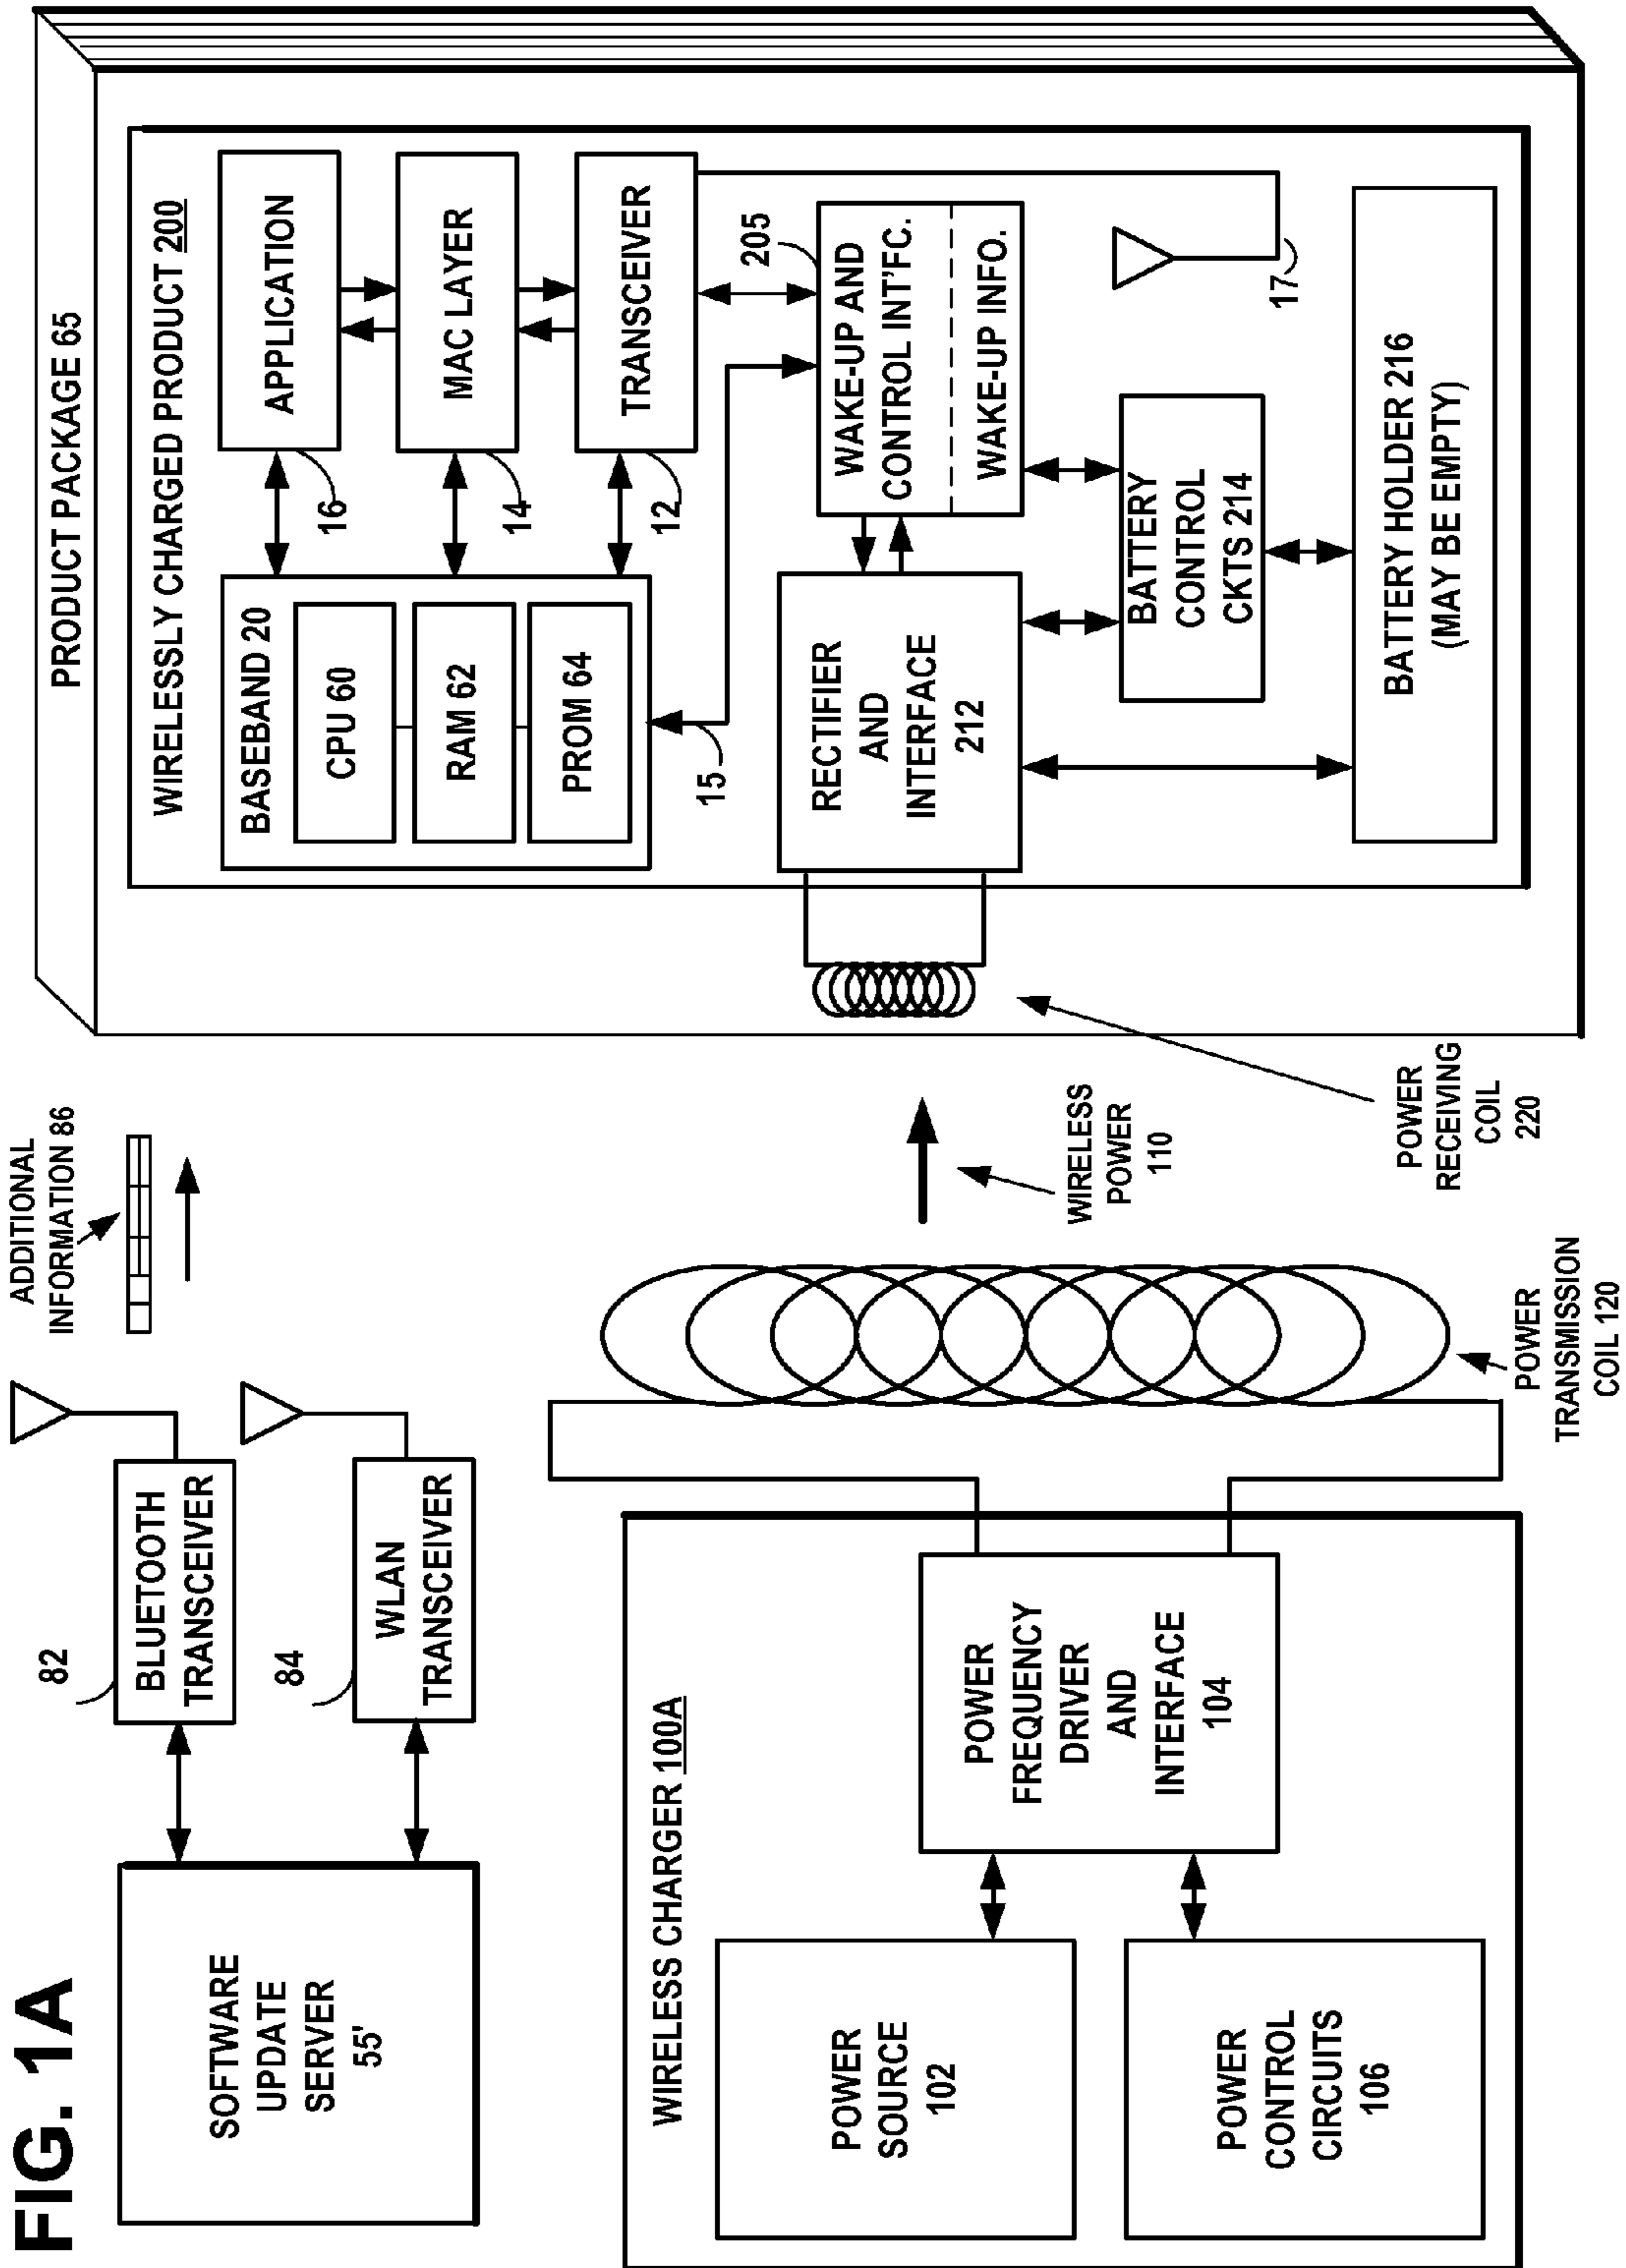 FIG. 1A
SOFTWARE
UPDATE
SERVER
55'
82
BLUETOOTH
TRANSCEIVER
84
WLAN
TRANSCEIVER
ADDITIONAL
INFORMATION 86
WIRELESS CHARGER 100A
POWER
SOURCE
102
POWER
CONTROL
CIRCUITS
106
POWER
FREQUENCY
DRIVER
AND
INTERFACE
104
POWER
TRANSMISSION
COIL 120
WIRELESS
POWER
110
POWER
RECEIVING
COIL
220
PRODUCT PACKAGE 65
WIRELESSLY CHARGED PRODUCT 200
BASEBAND 20
CPU 60
RAM 62
PROM 64
16
APPLICATION
14
MAC LAYER
12
TRANSCEIVER
15
205
WAKE-UP AND
CONTROL INT'FC.
WAKE-UP INFO.
17
RECTIFIER
AND
INTERFACE
212
BATTERY
CONTROL
CKTS 214
BATTERY HOLDER 216
(MAY BE EMPTY)